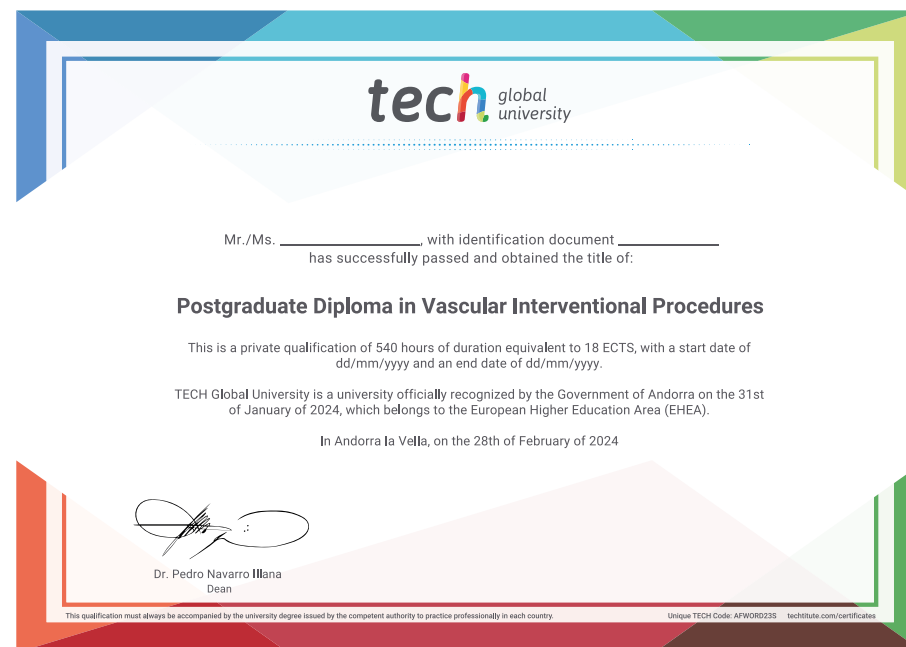 tech global
university
Mr./Ms. ____________, with identification document ____________
has successfully passed and obtained the title of:
Postgraduate Diploma in Vascular Interventional Procedures
This is a private qualification of 540 hours of duration equivalent to 18 ECTS, with a start date of
dd/mm/yyyy and an end date of dd/mm/yyyy.
TECH Global University is a university officially recognized by the Government of Andorra on the 31st
of January of 2024, which belongs to the European Higher Education Area (EHEA).
In Andorra la Vella, on the 28th of February of 2024
Dr. Pedro Navarro Illana
Dean
This qualification must always be accompanied by the university degree issued by the competent authority to practice professionally in each country.
Unique TECH Code: AFWORD23S techtitute.com/certificates